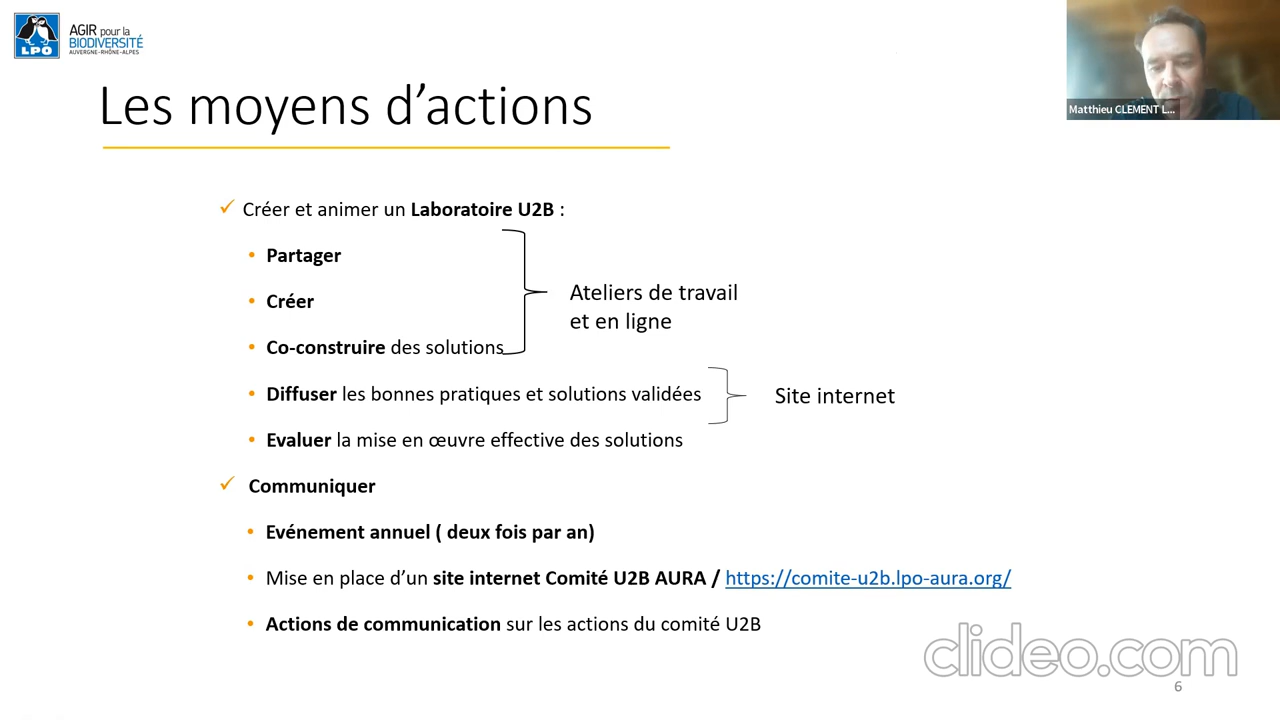 LPO
AGIR pour la
BIODIVERSITÉ
AUVERGNE-RHÔNE-ALPES
Matthieu CLEMENT L...
Les moyens d’actions
Créer et animer un Laboratoire U2B :
Partager
Créer
Co-construire des solutions
Ateliers de travail
et en ligne
Diffuser les bonnes pratiques et solutions validées
Site internet
Evaluer la mise en œuvre effective des solutions
Communiquer
Evénement annuel ( deux fois par an)
Mise en place d’un site internet Comité U2B AURA / https://comite-u2b.lpo-aura.org/
Actions de communication sur les actions du comité U2B
clideo.com
6